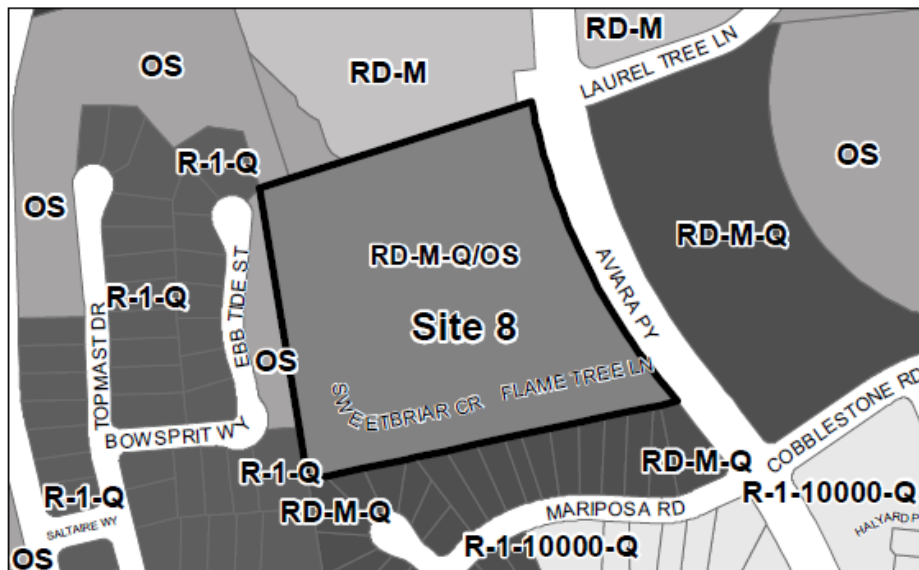 RD-M
LAUREL TREE LN
OS
RD-M
OS
R-1-Q
OS
RD-M-Q
RD-M-Q/OS
AVIARA PY
R-1-Q
EBB TIDE ST
TOPMAST DR
Site 8
OS
SWEETBRIAR CR
FLAME TREE LN
BOWSPRIT WY
COBBLESTONE RD
R-1-Q
RD-M-Q
R-1-Q
R-1-10000-Q
RD-M-Q
MARIPOSA RD
SALTAIRE WY
HALYARD P
R-1-10000-Q
OS